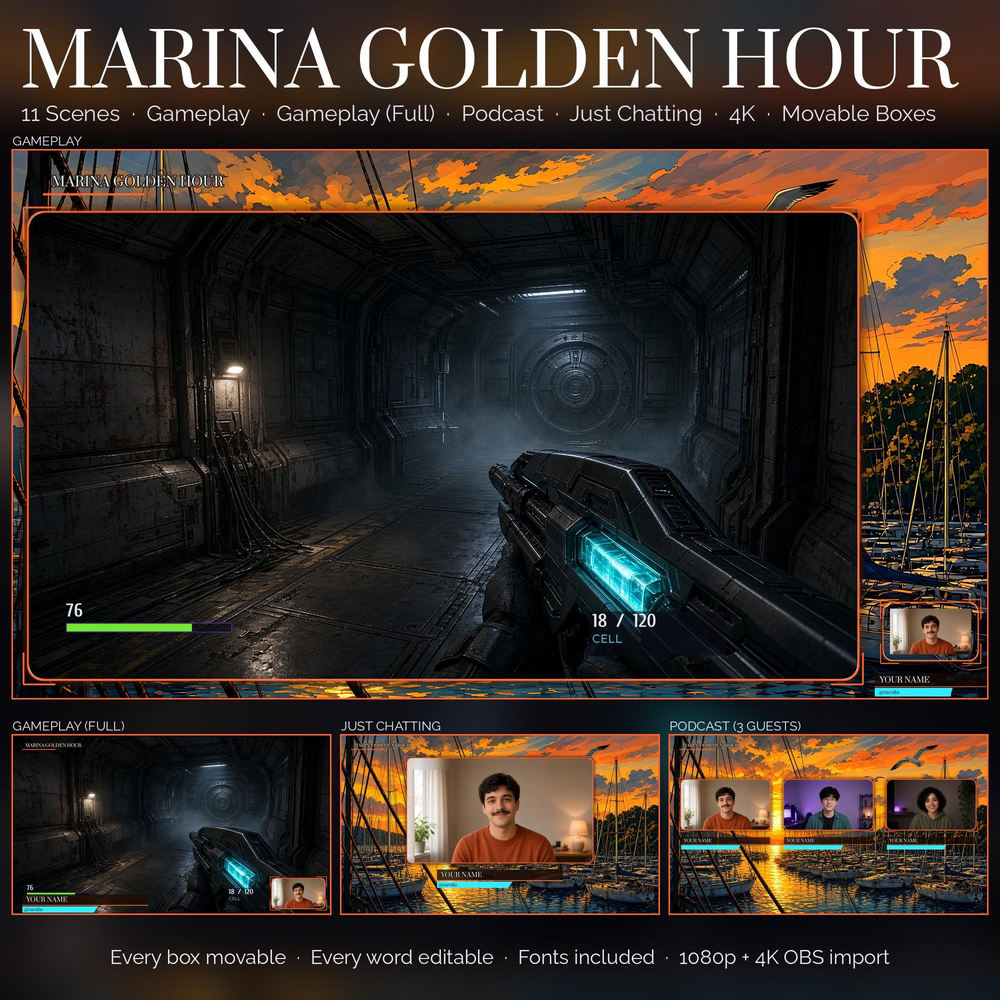 MARINA GOLDEN HOUR
11 Scenes · Gameplay · Gameplay (Full) · Podcast · Just Chatting · 4K · Movable Boxes
GAMEPLAY
MARINA GOLDEN HOUR
76
18 / 120
CELL
YOUR NAME
@handle
GAMEPLAY (FULL)
JUST CHATTING
PODCAST (3 GUESTS)
MARINA GOLDEN HOUR
76
18 / 120
CELL
YOUR NAME
@handle
YOUR NAME
@handle
YOUR NAME
YOUR NAME
YOUR NAME
Every box movable · Every word editable · Fonts included · 1080p + 4K OBS import